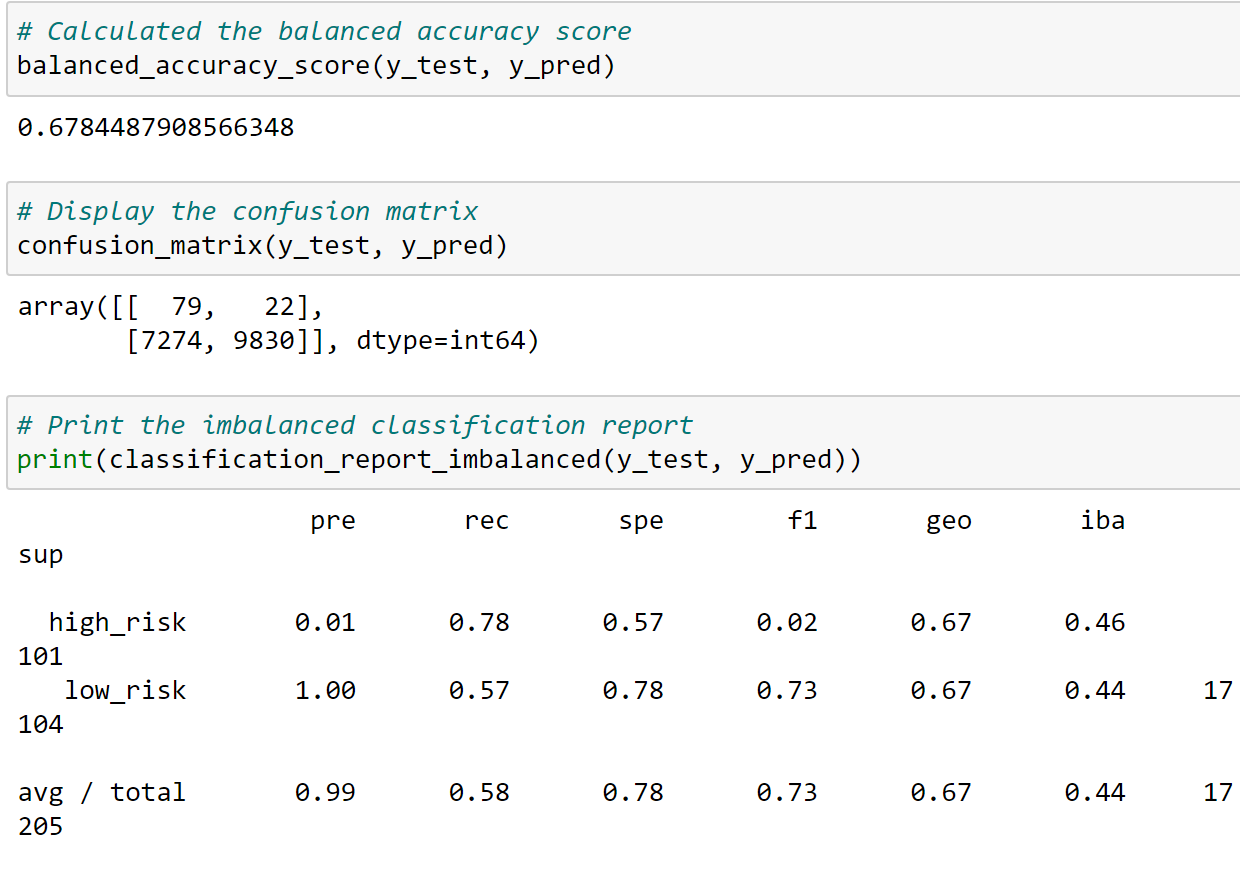 # Calculated the balanced accuracy score
balanced_accuracy_score(y_test, y_pred)
0.6784487908566348
# Display the confusion matrix
confusion_matrix(y_test, y_pred)
array([[  79,   22],
       [7274, 9830]], dtype=int64)
# Print the imbalanced classification report
print(classification_report_imbalanced(y_test, y_pred))
                   pre       rec       spe        f1       geo       iba
sup
  high_risk       0.01      0.78      0.57      0.02      0.67      0.46
101
   low_risk       1.00      0.57      0.78      0.73      0.67      0.44     17
104
avg / total       0.99      0.58      0.78      0.73      0.67      0.44     17
205